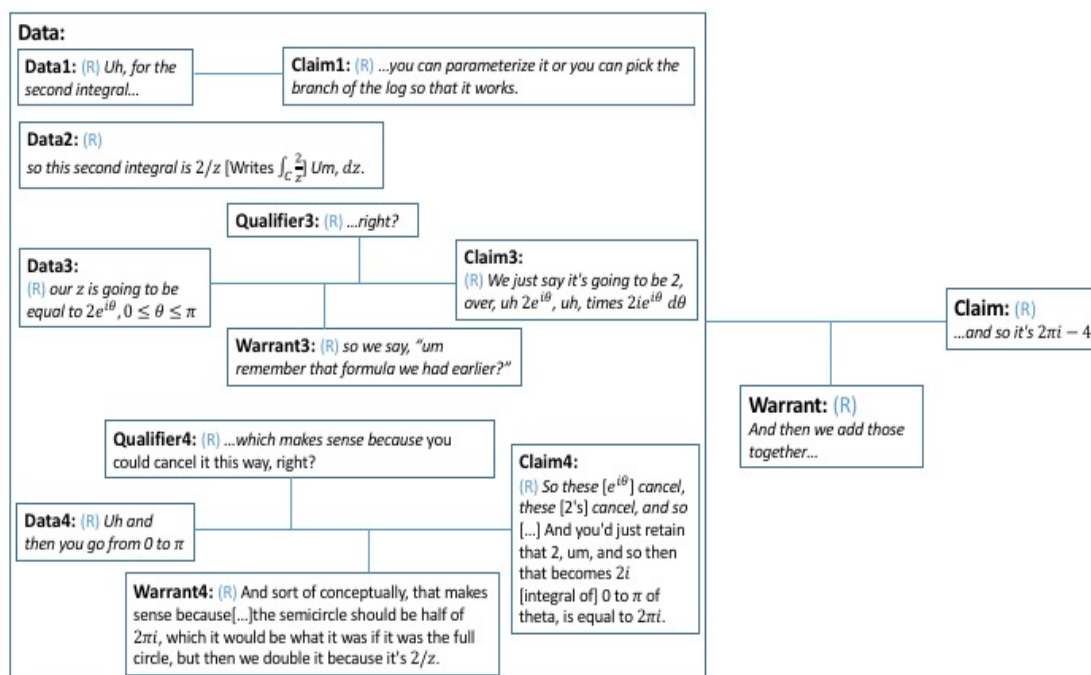 Data:
Data1: (R) Uh, for the
second integral...
Claim1: (R) ...you can parameterize it or you can pick the
branch of the log so that it works.
Data2: (R)
so this second integral is 2/z [Writes ∫_C 2/z] Um, dz.
Qualifier3: (R) ...right?
Data3:
(R) our z is going to be
equal to 2e^{iθ}, 0 ≤ θ ≤ π
Claim3:
(R) We just say it's going to be 2,
over, uh 2e^{iθ}, uh, times 2ie^{iθ} dθ
Warrant3: (R) so we say, "um
remember that formula we had earlier?"
Qualifier4: (R) ...which makes sense because you
could cancel it this way, right?
Data4: (R) Uh and
then you go from 0 to π
Claim4:
(R) So these [e^{iθ}] cancel,
these [2's] cancel, and so
[...] And you'd just retain
that 2, um, and so then
that becomes 2i
[integral of] 0 to π of
theta, is equal to 2πi.
Warrant4: (R) And sort of conceptually, that makes
sense because[...]the semicircle should be half of
2πi, which it would be what it was if it was the full
circle, but then we double it because it's 2/z.
Claim: (R)
...and so it's 2πi − 4
Warrant: (R)
And then we add those
together...